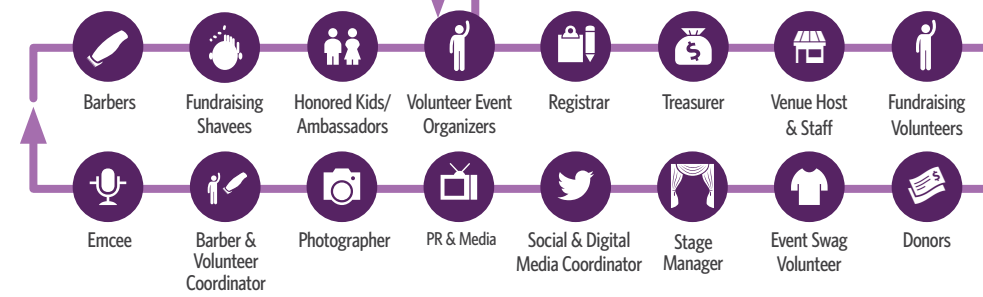 Barbers
Fundraising
Shavees
Honored Kids/
Ambassadors
Volunteer Event
Organizers
Registrar
Treasurer
Venue Host
& Staff
Fundraising
Volunteers
Emcee
Barber &
Volunteer
Coordinator
Photographer
PR & Media
Social & Digital
Media Coordinator
Stage
Manager
Event Swag
Volunteer
Donors